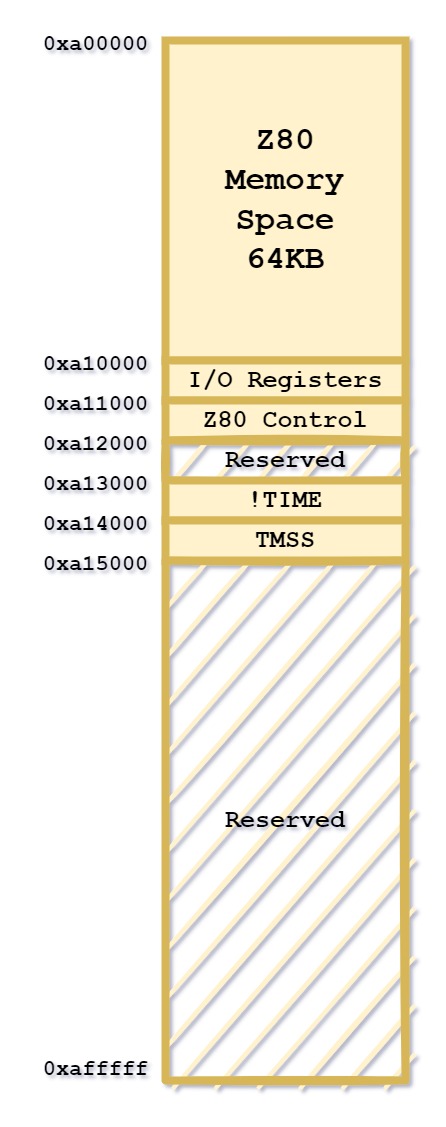 0xa00000
Z80
Memory
Space
64KB
0xa10000
I/O Registers
0xa11000
Z80 Control
0xa12000
Reserved
0xa13000
!TIME
0xa14000
TMSS
0xa15000
Reserved
0xafffff